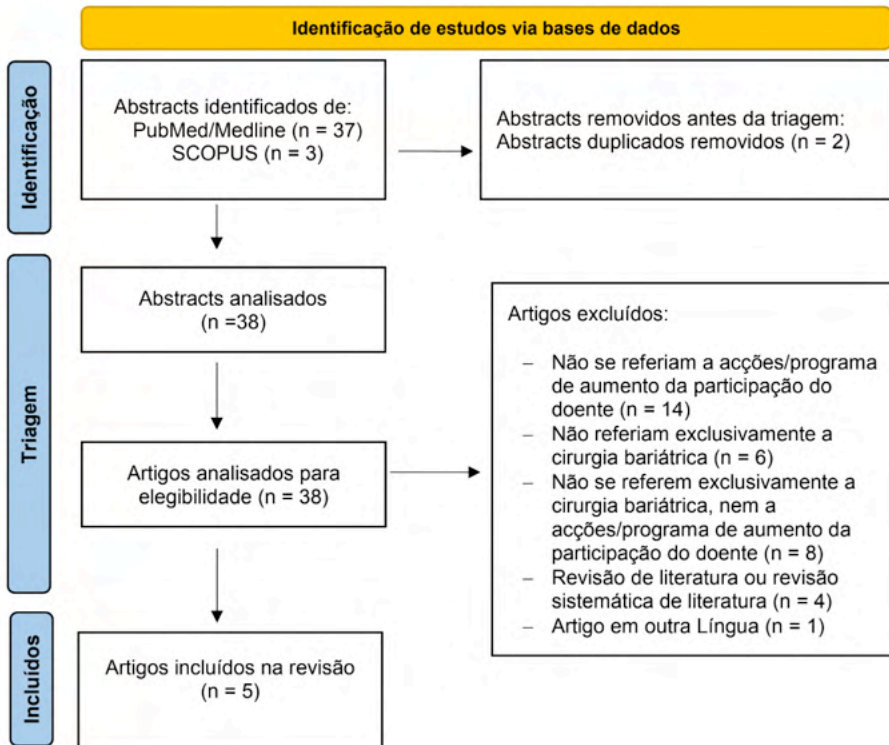 Identificação de estudos via bases de dados
Identificação
Abstracts identificados de:
PubMed/Medline (n = 37)
SCOPUS (n = 3)
Abstracts removidos antes da triagem:
Abstracts duplicados removidos (n = 2)
Triagem
Abstracts analisados
(n =38)
Artigos analisados para
elegibilidade (n = 38)
Artigos excluídos:
– Não se referiam a acções/programa
de aumento da participação do
doente (n = 14)
– Não referiam exclusivamente a
cirurgia bariátrica (n = 6)
– Não se referem exclusivamente a
cirurgia bariátrica, nem a
acções/programa de aumento da
participação do doente (n = 8)
– Revisão de literatura ou revisão
sistemática de literatura (n = 4)
– Artigo em outra Língua (n = 1)
Incluídos
Artigos incluídos na revisão
(n = 5)